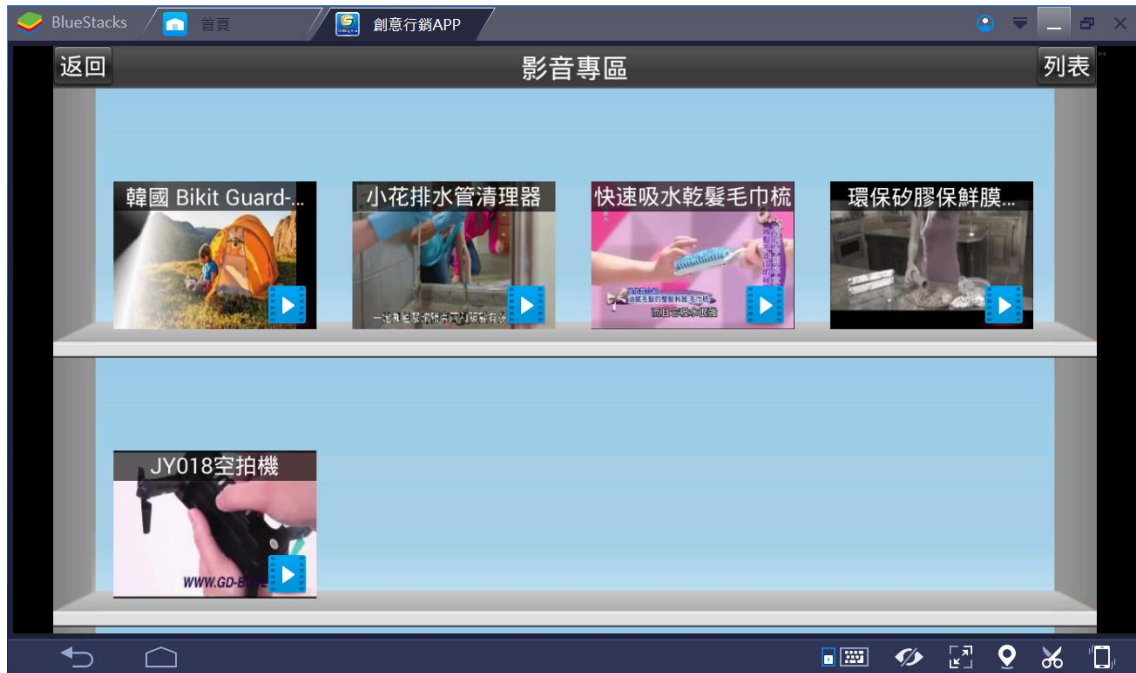 BlueStacks
首頁
創意行銷APP
返回
影音專區
列表
韓國 Bikit Guard-...
小花排水管清理器
快速吸水乾髮毛巾梳
環保矽膠保鮮膜...
JY018空拍機
WWW.GD-B